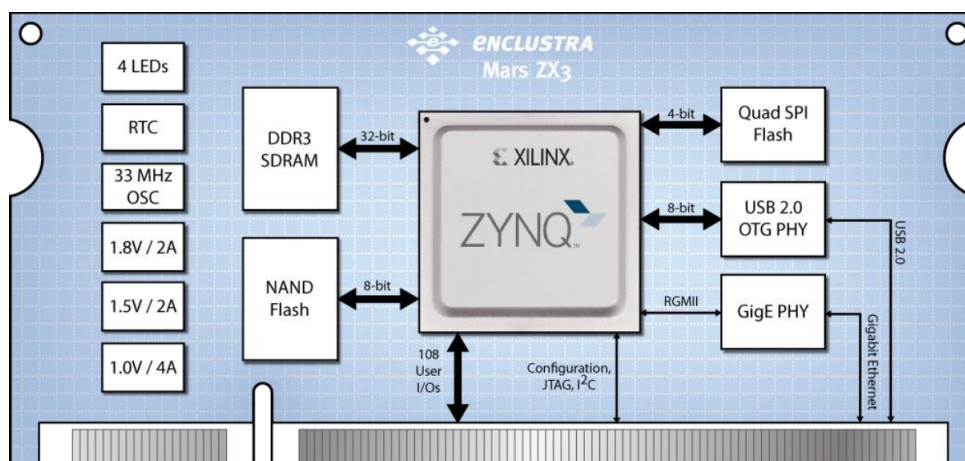 enclustra
Mars ZX3
4 LEDs
RTC
33 MHz
OSC
1.8V / 2A
1.5V / 2A
1.0V / 4A
DDR3
SDRAM
32-bit
NAND
Flash
8-bit
XILINX®
ZYNQ™
4-bit
Quad SPI
Flash
8-bit
USB 2.0
OTG PHY
RGMII
GigE PHY
USB 2.0
Gigabit Ethernet
108
User
I/Os
Configuration,
JTAG, I²C